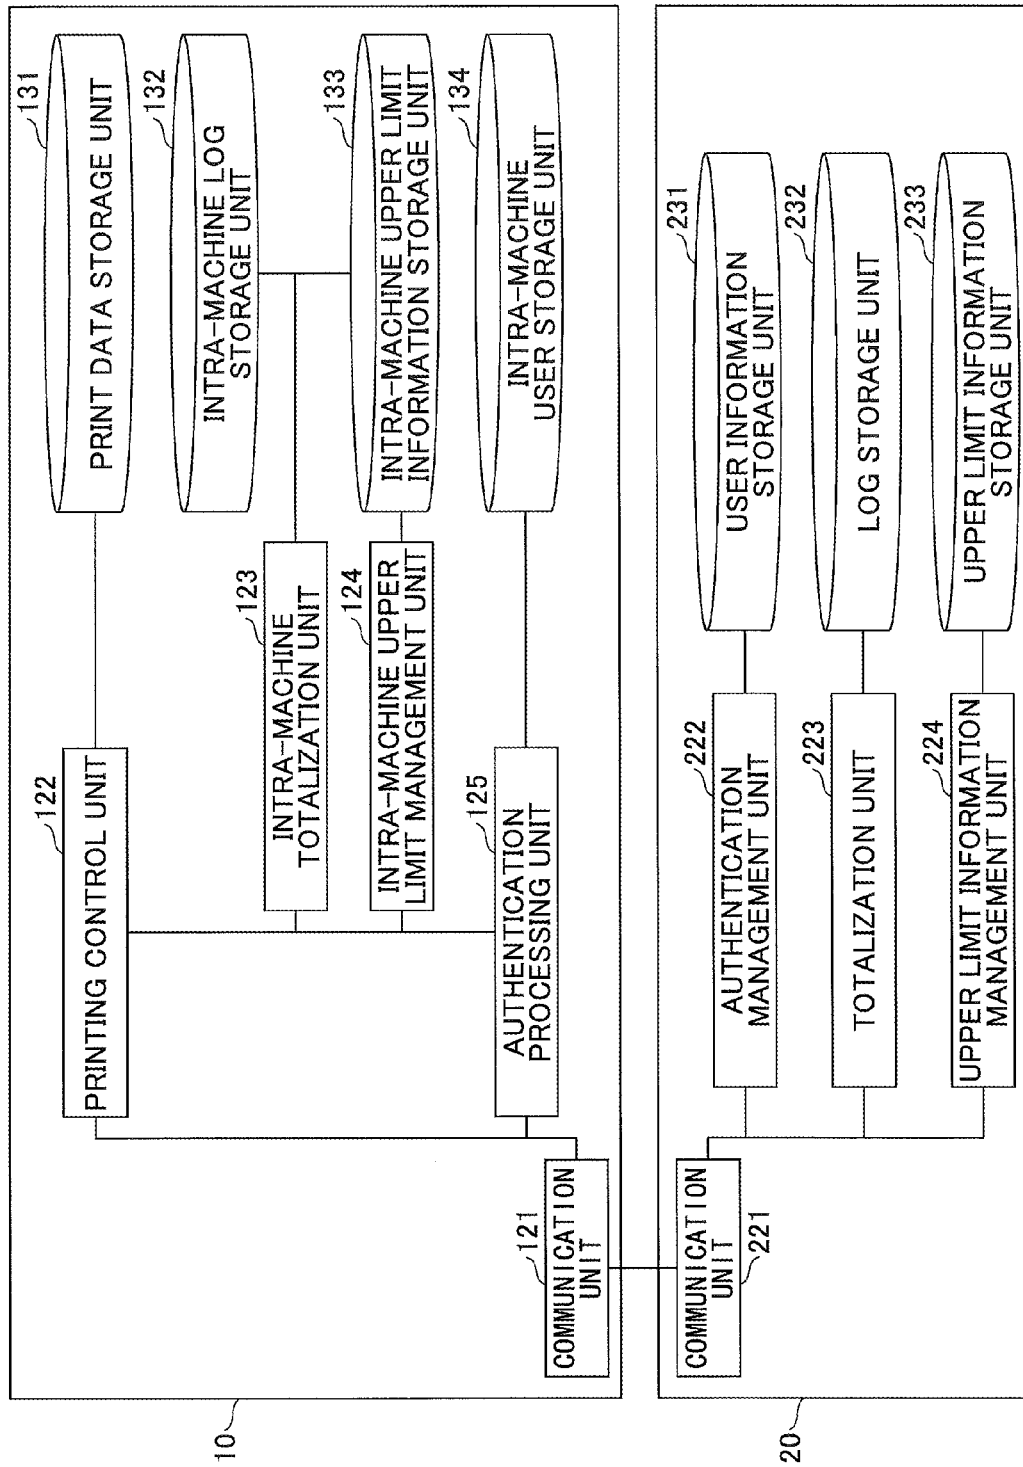 10
122
PRINTING CONTROL UNIT
131
PRINT DATA STORAGE UNIT
132
INTRA-MACHINE LOG
STORAGE UNIT
123
INTRA-MACHINE
TOTALIZATION UNIT
124
INTRA-MACHINE UPPER
LIMIT MANAGEMENT UNIT
133
INTRA-MACHINE UPPER LIMIT
INFORMATION STORAGE UNIT
125
AUTHENTICATION
PROCESSING UNIT
134
INTRA-MACHINE
USER STORAGE UNIT
121
COMMUNICATION
UNIT
20
COMMUNICATION
UNIT
221
222
AUTHENTICATION
MANAGEMENT UNIT
231
USER INFORMATION
STORAGE UNIT
223
TOTALIZATION UNIT
232
LOG STORAGE UNIT
224
UPPER LIMIT INFORMATION
MANAGEMENT UNIT
233
UPPER LIMIT INFORMATION
STORAGE UNIT